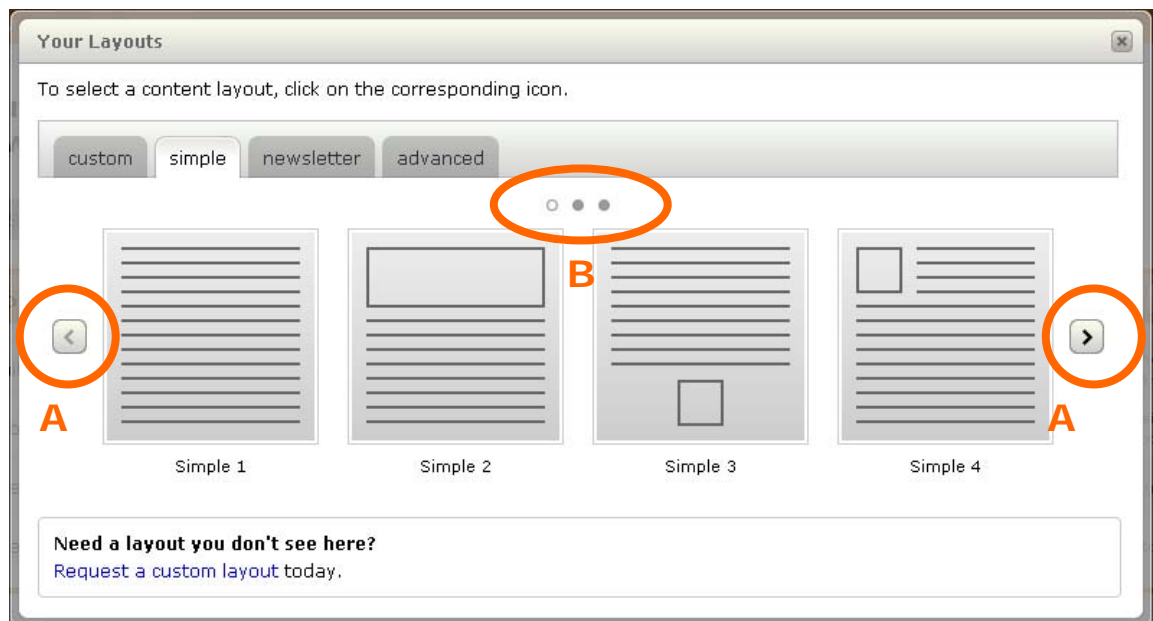 Your Layouts
To select a content layout, click on the corresponding icon.
custom simple newsletter advanced
B
A
A
Simple 1 Simple 2 Simple 3 Simple 4
Need a layout you don't see here?
Request a custom layout today.